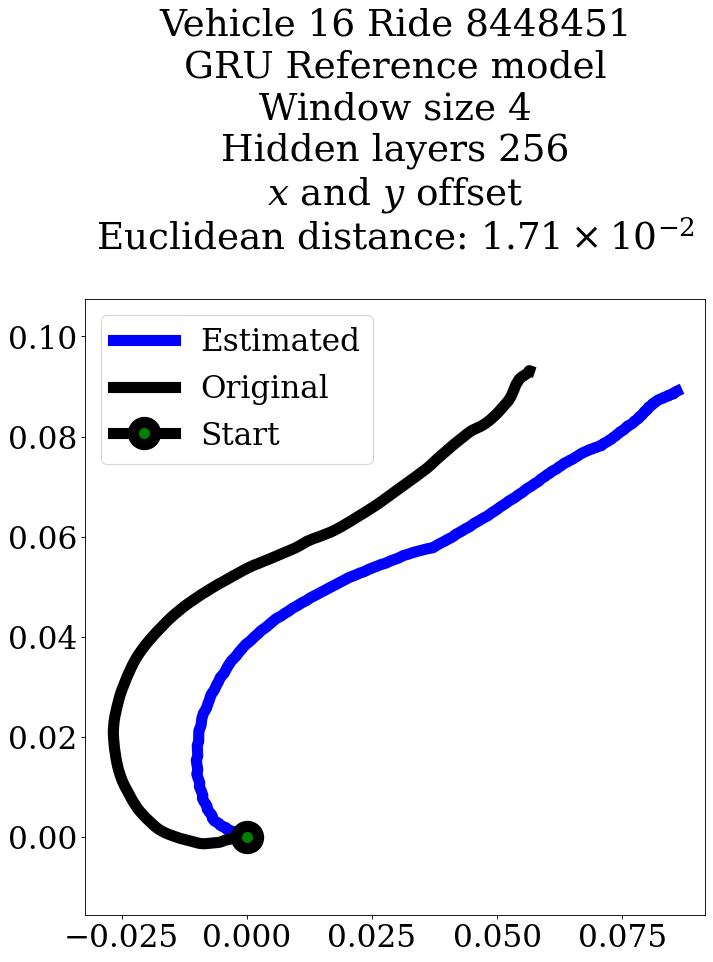 Vehicle 16 Ride 8448451
GRU Reference model
Window size 4
Hidden layers 256
x and y offset
Euclidean distance: 1.71 × 10⁻²
Estimated
Original
Start
0.10
0.08
0.06
0.04
0.02
0.00
−0.025 0.000 0.025 0.050 0.075